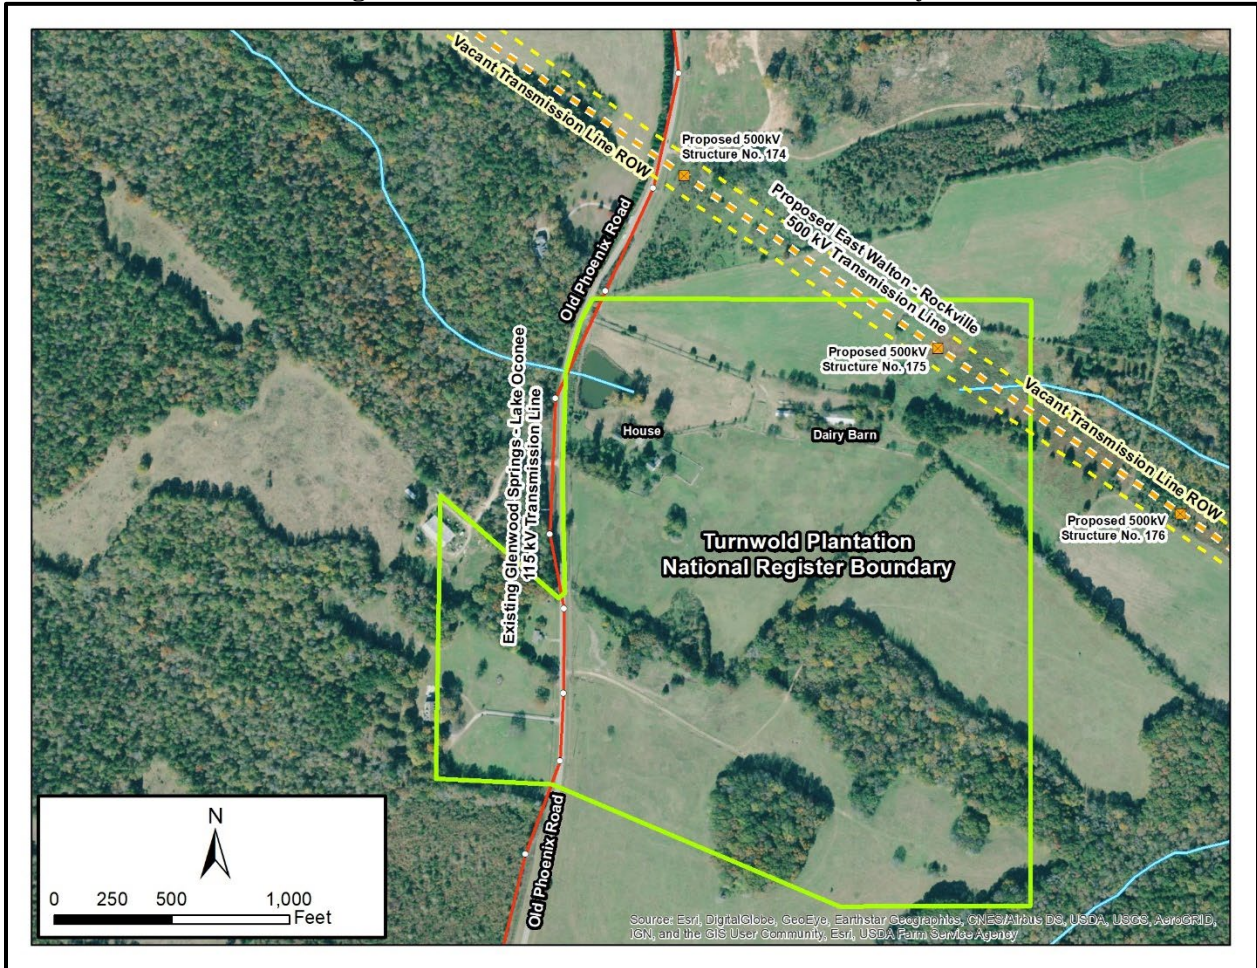 Vacant Transmission Line ROW
Proposed 500kV
Structure No. 174
Proposed East Walton - Rockville
500 kV Transmission Line
Old Phoenix Road
Proposed 500kV
Structure No. 175
Existing Glenwood Springs - Lake Oconee
115 kV Transmission Line
House
Dairy Barn
Vacant Transmission Line ROW
Proposed 500kV
Structure No. 176
Turnwold Plantation
National Register Boundary
Old Phoenix Road
N
0 250 500 1,000
Feet
Source: Esri, DigitalGlobe, GeoEye, Earthstar Geographics, CNES/Airbus DS, USDA, USGS, AeroGRID,
IGN, and the GIS User Community, Esri, USDA Farm Service Agency